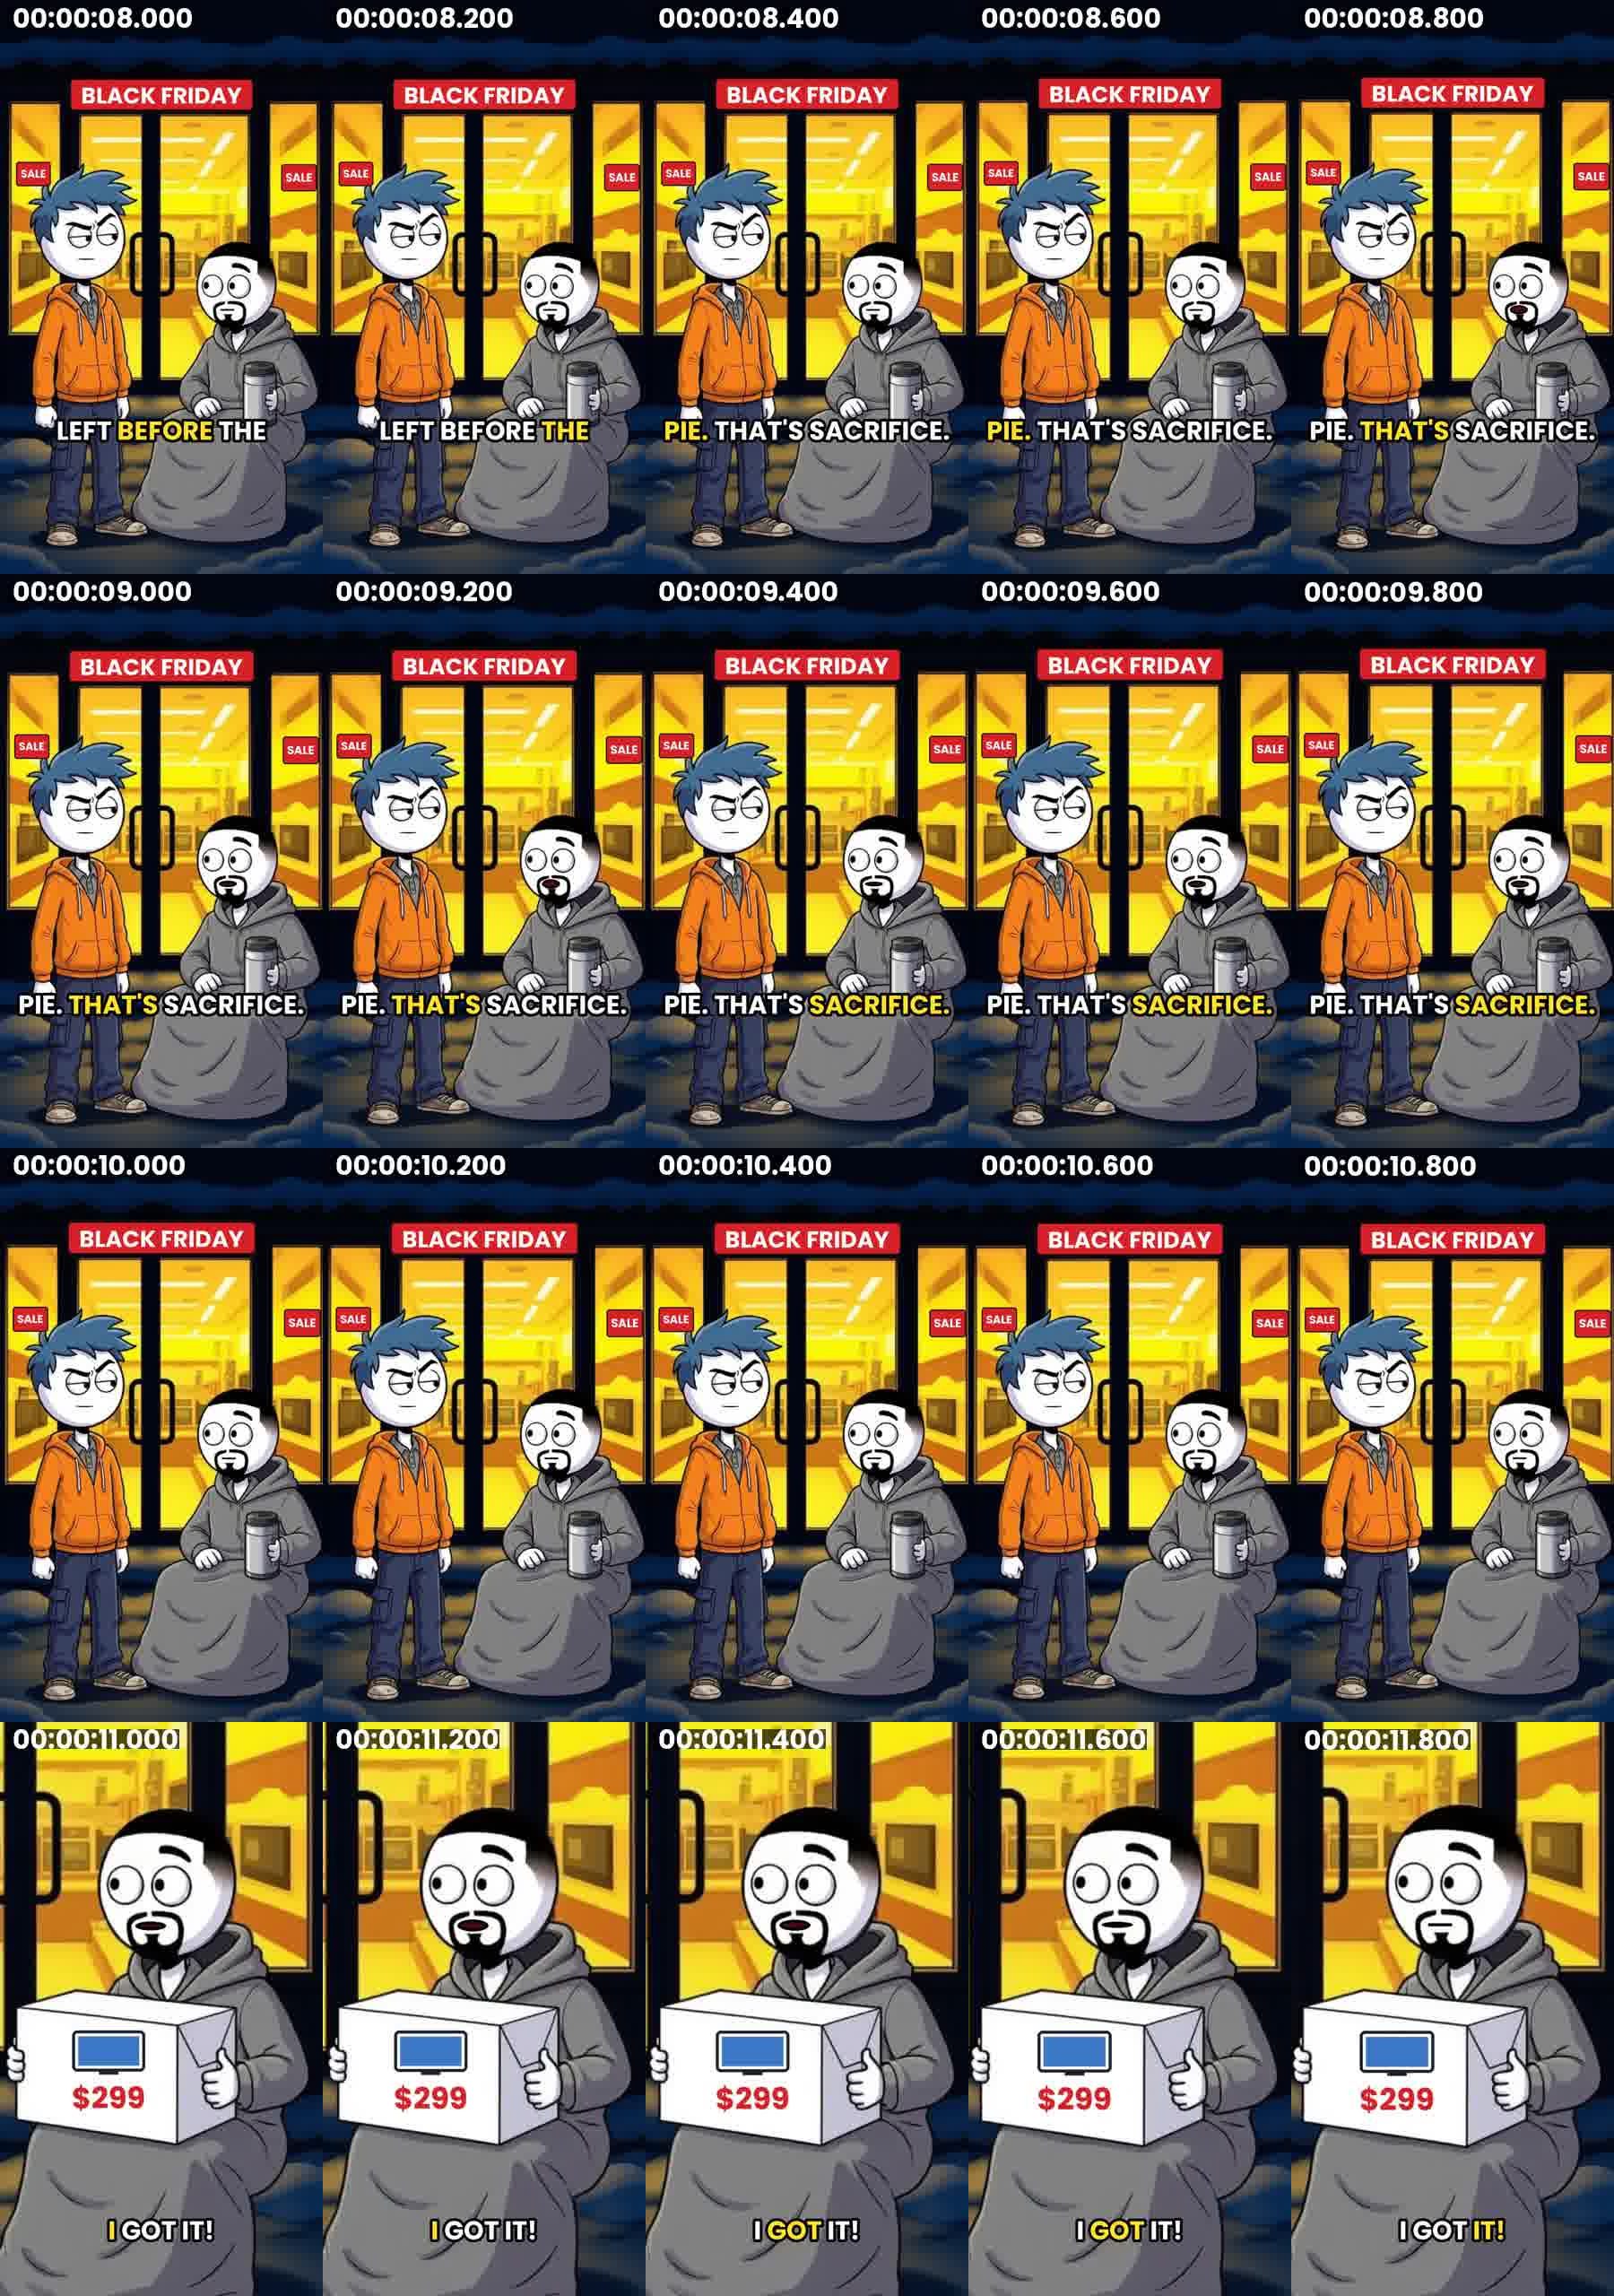 00:00:08.000 00:00:08.200 00:00:08.400 00:00:08.600 00:00:08.800
BLACK FRIDAY BLACK FRIDAY BLACK FRIDAY BLACK FRIDAY BLACK FRIDAY
SALE SALE SALE SALE SALE SALE SALE SALE SALE SALE
LEFT BEFORE THE LEFT BEFORE THE PIE. THAT'S SACRIFICE. PIE. THAT'S SACRIFICE. PIE. THAT'S SACRIFICE.
00:00:09.000 00:00:09.200 00:00:09.400 00:00:09.600 00:00:09.800
BLACK FRIDAY BLACK FRIDAY BLACK FRIDAY BLACK FRIDAY BLACK FRIDAY
SALE SALE SALE SALE SALE SALE SALE SALE SALE SALE
PIE. THAT'S SACRIFICE. PIE. THAT'S SACRIFICE. PIE. THAT'S SACRIFICE. PIE. THAT'S SACRIFICE. PIE. THAT'S SACRIFICE.
00:00:10.000 00:00:10.200 00:00:10.400 00:00:10.600 00:00:10.800
BLACK FRIDAY BLACK FRIDAY BLACK FRIDAY BLACK FRIDAY BLACK FRIDAY
SALE SALE SALE SALE SALE SALE SALE SALE SALE SALE
00:00:11.000 00:00:11.200 00:00:11.400 00:00:11.600 00:00:11.800
$299 $299 $299 $299 $299
I GOT IT! I GOT IT! I GOT IT! I GOT IT! I GOT IT!